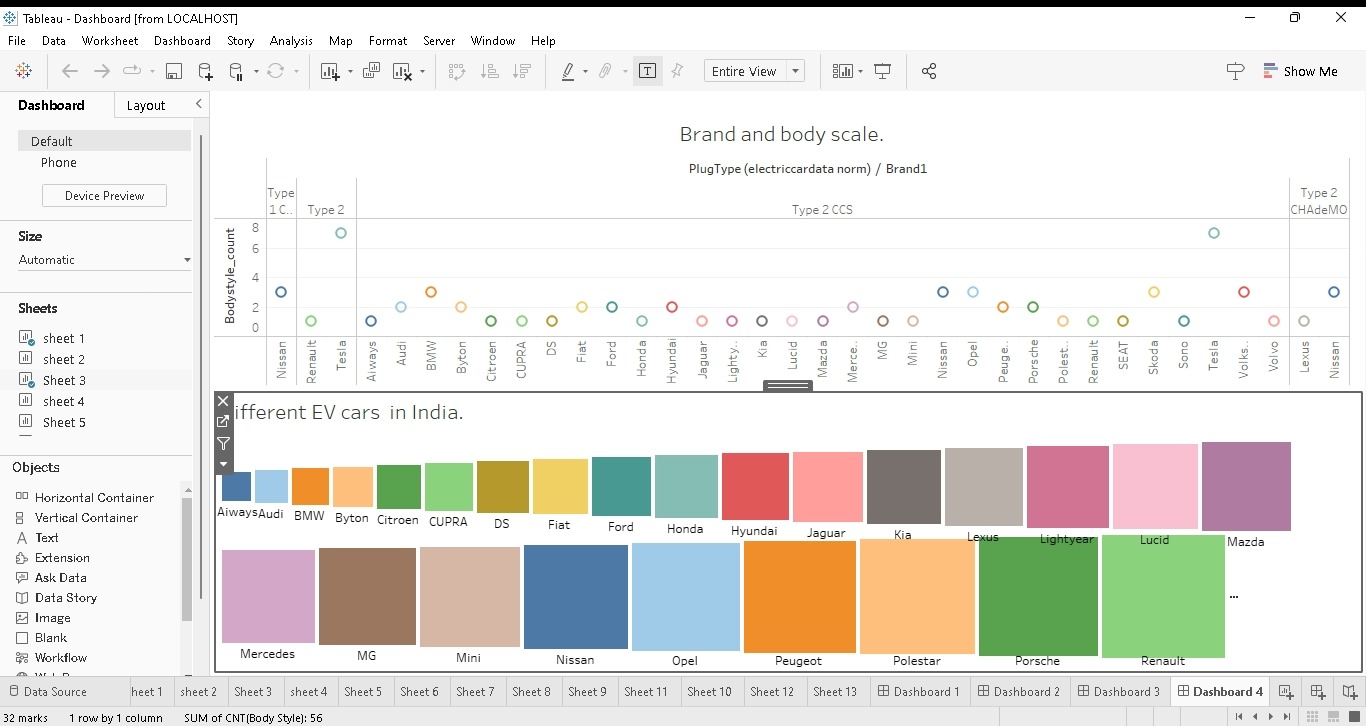 Tableau - Dashboard [from LOCALHOST]
File Data Worksheet Dashboard Story Analysis Map Format Server Window Help
Entire View
Show Me
Dashboard Layout
Default
Phone
Device Preview
Size
Automatic
Sheets
sheet 1
sheet 2
Sheet 3
sheet 4
Sheet 5
Objects
Horizontal Container
Vertical Container
Text
Extension
Ask Data
Data Story
Image
Blank
Workflow
Brand and body scale.
PlugType (electriccardata norm) / Brand1
Type 1 C.. Type 2 Type 2 CCS Type 2 CHAdeMO
Bodystyle_count
8
6
4
2
0
Nissan Renault Tesla Aiways Audi BMW Byton Citroen CUPRA DS Fiat Ford Honda Hyundai Jaguar Lighty.. Kia Lucid Mazda Merce.. MG Mini Nissan Opel Peuge.. Porsche Polest.. Renault SEAT Skoda Sono Tesla Volks.. Volvo Lexus Nissan
ifferent EV cars in India.
Aiways Audi BMW Byton Citroen CUPRA DS Fiat Ford Honda Hyundai Jaguar Kia Lexus Lightyear Lucid Mazda
Mercedes MG Mini Nissan Opel Peugeot Polestar Porsche Renault ...
Data Source heet 1 sheet 2 Sheet 3 sheet 4 Sheet 5 Sheet 6 Sheet 7 Sheet 8 Sheet 9 Sheet 11 Sheet 10 Sheet 12 Sheet 13 Dashboard 1 Dashboard 2 Dashboard 3 Dashboard 4
32 marks 1 row by 1 column SUM of CNT(Body Style): 56